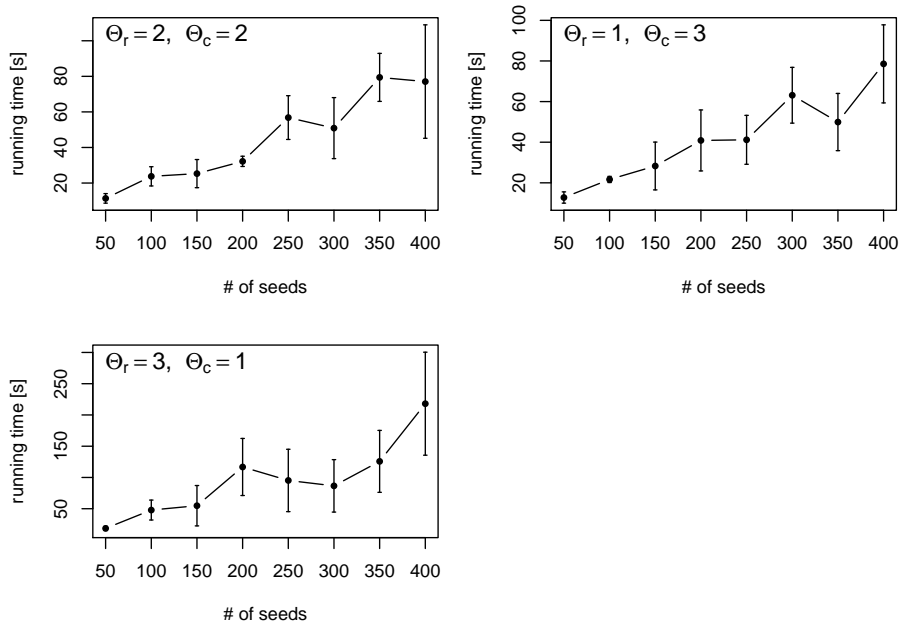 Θr = 2, Θc = 2
running time [s]
20 40 60 80
50 100 150 200 250 300 350 400
# of seeds
Θr = 1, Θc = 3
running time [s]
20 40 60 80 100
50 100 150 200 250 300 350 400
# of seeds
Θr = 3, Θc = 1
running time [s]
50 150 250
50 100 150 200 250 300 350 400
# of seeds